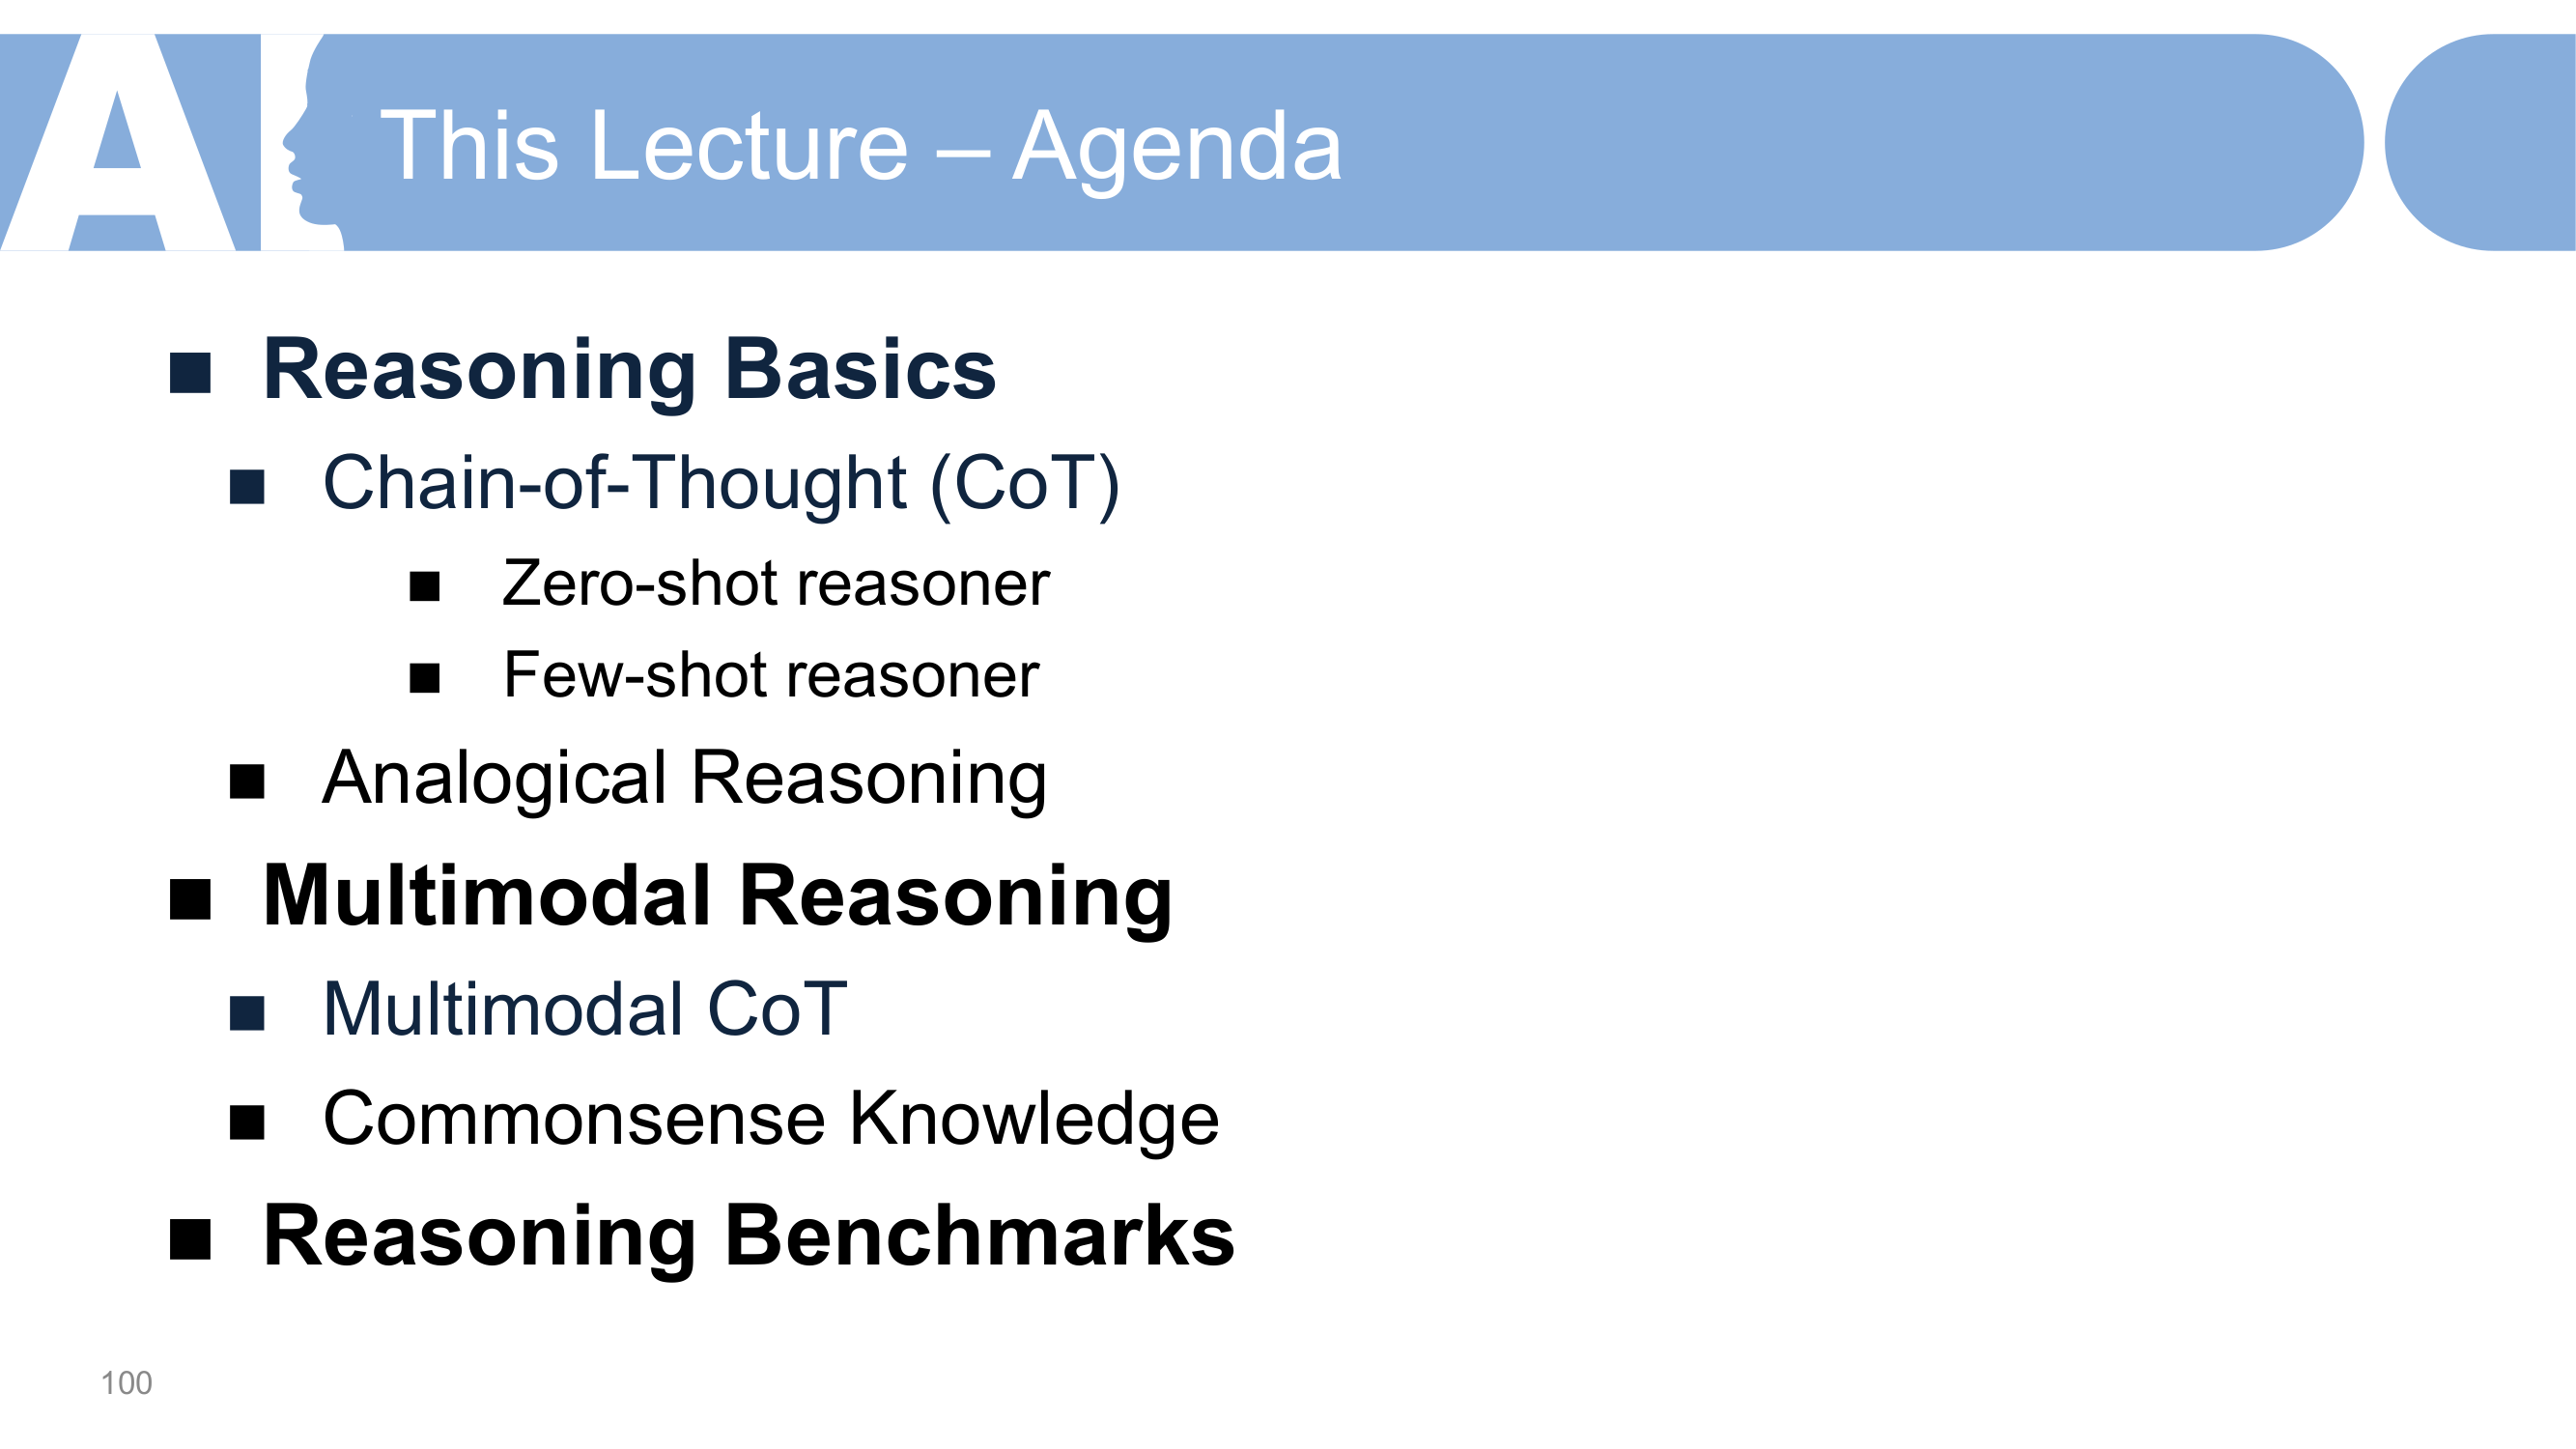 AI
This Lecture – Agenda
Reasoning Basics
Chain-of-Thought (CoT)
Zero-shot reasoner
Few-shot reasoner
Analogical Reasoning
Multimodal Reasoning
Multimodal CoT
Commonsense Knowledge
Reasoning Benchmarks
100